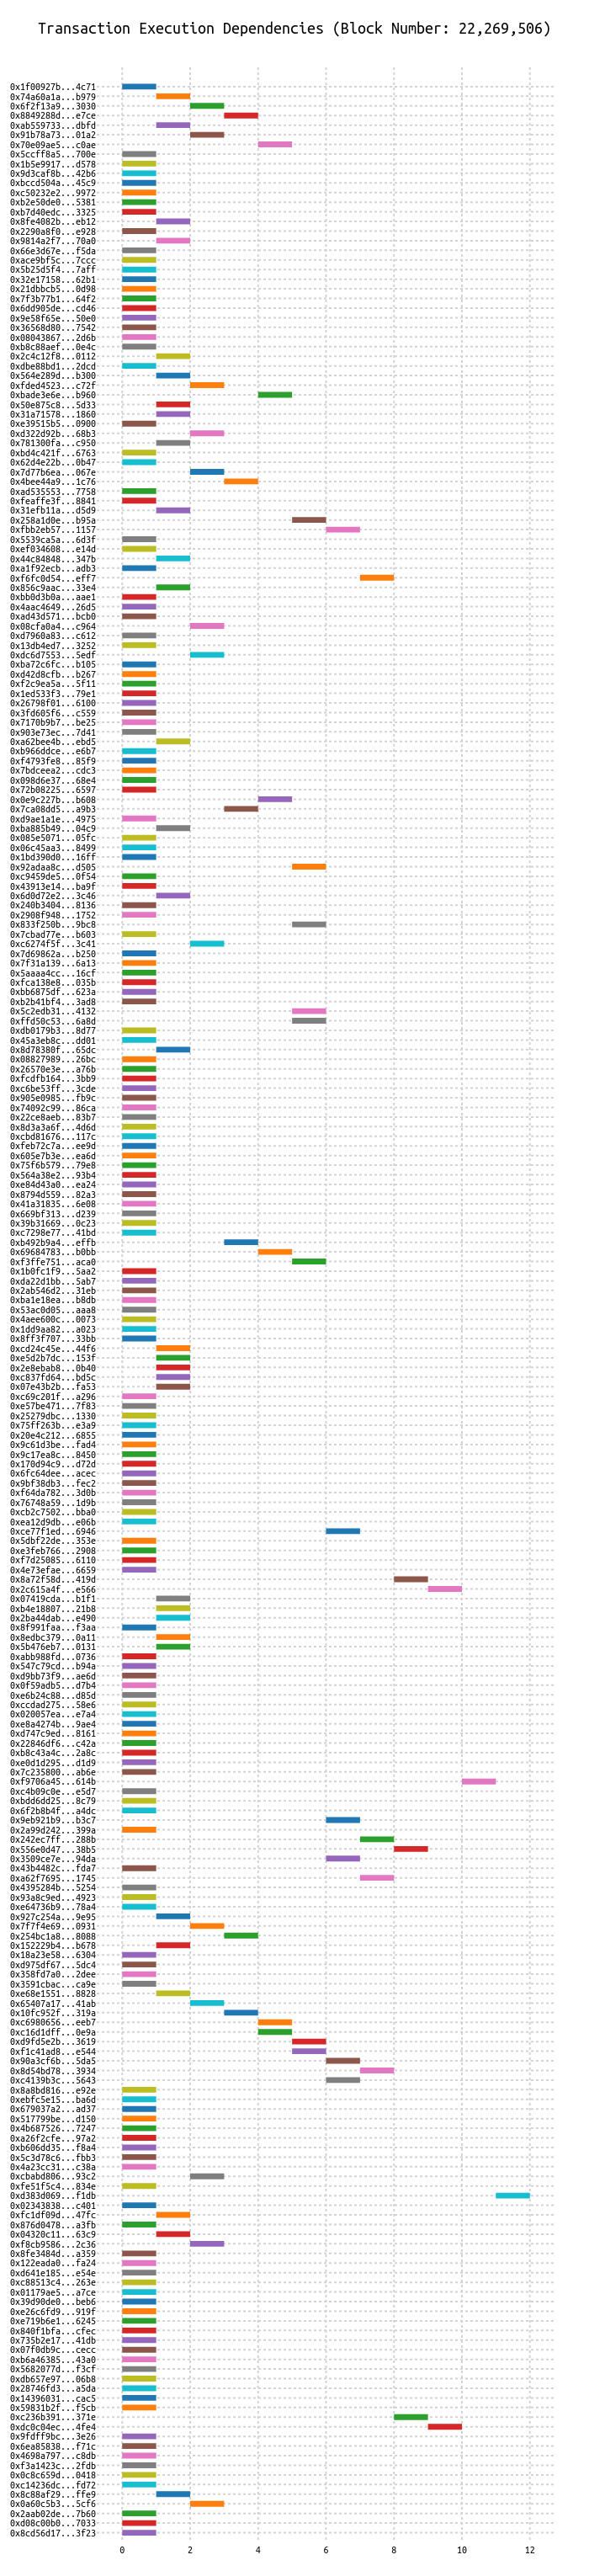 Transaction Execution Dependencies (Block Number: 22,269,506)
0x1f00927b...4c71
0x74a60a1a...b979
0x6f2f13a9...3030
0x8849288d...e7ce
0xab559733...dbfd
0x91b78a73...01a2
0x70e09ae5...c0ae
0x5ccff8a5...700e
0x1b5e9917...d578
0x9d3caf8b...42b6
0xbccd504a...45c9
0xc50232e2...9972
0xb2e50de0...5381
0xb7d40edc...3325
0x8fe4082b...eb12
0x2290a8f0...e928
0x9814a2f7...70a0
0x66e3d67e...f5da
0xace9bf5c...7ccc
0x5b25d5f4...7aff
0x32e17158...62b1
0x21dbbcb5...0d98
0x7f3b77b1...64f2
0x6dd905de...cd46
0x9e58f65e...50e0
0x36568d80...7542
0x08043867...2d6b
0xb8c88aef...0e4c
0x2c4c12f8...0112
0xdbe88bd1...2dcd
0x564e289d...b300
0xfded4523...c72f
0xbade3e6e...b960
0x50e875c8...5d33
0x31a71578...1860
0xe39515b5...0900
0xd322d92b...68b3
0x781300fa...c950
0xbd4c421f...6763
0x62d4e22b...0b47
0x7d77b6ea...067e
0x4bee44a9...1c76
0xad535553...7758
0xfeaffe3f...8841
0x31efb11a...d5d9
0x258a1d0e...b95a
0xfbb2eb57...1157
0x5539ca5a...6d3f
0xef034608...e14d
0x44c84848...347b
0xa1f92ecb...adb3
0xf6fc0d54...eff7
0x856c9aac...33e4
0xbb0d3b0a...aae1
0x4aac4649...26d5
0xad43d571...bcb0
0x08cfa0a4...c964
0xd7960a83...c612
0x13db4ed7...3252
0xdc6d7553...5edf
0xba72c6fc...b105
0xd42d8cfb...b267
0xf2c9ea5a...5f11
0x1ed533f3...79e1
0x26798f01...6100
0x3fd605f6...c559
0x7170b9b7...be25
0x903e73ec...7d41
0xa62bee4b...ebd5
0xb966ddce...e6b7
0xf4793fe8...85f9
0x7bdceea2...cdc3
0x098d6e37...68e4
0x72b08225...6597
0x0e9c227b...b608
0x7ca08dd5...a9b3
0xd9ae1a1e...4975
0xba885b49...04c9
0x085e5071...05fc
0x06c45aa3...8499
0x1bd390d0...16ff
0x92adaa8c...d505
0xc9459de5...0f54
0x43913e14...ba9f
0x6d0d72e2...3c46
0x240b3404...8136
0x2908f948...1752
0x833f250b...9bc8
0x7cbad77e...b603
0xc6274f5f...3c41
0x7d69862a...b250
0x7f31a139...6a13
0x5aaaa4cc...16cf
0xfca138e8...035b
0xbb6875df...623a
0xb2b41bf4...3ad8
0x5c2edb31...4132
0xffd50c53...6a8d
0xdb0179b3...8d77
0x45a3eb8c...dd01
0x8d78380f...65dc
0x08827989...26bc
0x26570e3e...a76b
0xfcdfb164...3bb9
0xc6be53ff...3cde
0x905e0985...fb9c
0x74092c99...86ca
0x22ce8aeb...83b7
0x8d3a3a6f...4d6d
0xcbd81676...117c
0xfeb72c7a...ee9d
0x605e7b3e...ea6d
0x75f6b579...79e8
0x564a38e2...93b4
0xe84d43a0...ea24
0x8794d559...82a3
0x41a31835...6e08
0x669bf313...d239
0x39b31669...0c23
0xc7298e77...41bd
0xb492b9a4...effb
0x69684783...b0bb
0xf3ffe751...aca0
0x1b0fc1f9...5aa2
0xda22d1bb...5ab7
0x2ab546d2...31eb
0xba1e18ea...b8db
0x53ac0d05...aaa8
0x4aee600c...0073
0x1dd9aa82...a023
0x8ff3f707...33bb
0xcd24c45e...44f6
0xe5d2b7dc...153f
0x2e8ebab8...0b40
0xc837fd64...bd5c
0x07e43b2b...fa53
0xc69c201f...a296
0xe57be471...7f83
0x25279dbc...1330
0x75ff263b...e3a9
0x20e4c212...6855
0x9c61d3be...fad4
0x9c17ea8c...8450
0x170d94c9...d72d
0x6fc64dee...acec
0x9bf38db3...fec2
0xf64da782...3d0b
0x76748a59...1d9b
0xcb2c7502...bba0
0xea12d9db...e06b
0xce77f1ed...6946
0x5dbf22de...353e
0xe3feb766...2908
0xf7d25085...6110
0x4e73efae...6659
0x8a72f58d...419d
0x2c615a4f...e566
0x07419cda...b1f1
0xb4e18807...21b8
0x2ba44dab...e490
0x8f991faa...f3aa
0x8edbc379...0a11
0x5b476eb7...0131
0xabb988fd...0736
0x547c79cd...b94a
0xd9bb73f9...ae6d
0x0f59adb5...d7b4
0xe6b24c88...d85d
0xccdad275...58e6
0x020057ea...e7a4
0xe8a4274b...9ae4
0xd747c9ed...8161
0x22846df6...c42a
0xb8c43a4c...2a8c
0xe0d1d295...d1d9
0x7c235800...ab6e
0xf9706a45...614b
0xc4b09c0e...e5d7
0xbdd6dd25...8c79
0x6f2b8b4f...a4dc
0x9eb921b9...b3c7
0x2a99d242...399a
0x242ec7ff...288b
0x556e0d47...38b5
0x3509ce7e...94da
0x43b4482c...fda7
0xa62f7695...1745
0x4395284b...5254
0x93a8c9ed...4923
0xe64736b9...78a4
0x927c254a...9e95
0x7f7f4e69...0931
0x254bc1a8...8088
0x152229b4...b678
0x18a23e58...6304
0xd975df67...5dc4
0x358fd7a0...2dee
0x3591cbac...ca9e
0xe68e1551...8828
0x65407a17...41ab
0x10fc952f...319a
0xc6980656...eeb7
0xc16d1dff...0e9a
0xd9fd5e2b...3619
0xf1c41ad8...e544
0x90a3cf6b...5da5
0x8d54bd78...3934
0xc4139b3c...5643
0x8a8bd816...e92e
0xebfc5e15...ba6d
0x679037a2...ad37
0x517799be...d150
0x4b687526...7247
0xa26f2cfe...97a2
0xb606dd35...f8a4
0x5c3d78c6...fbb3
0x4a23cc31...c38a
0xcbabd806...93c2
0xfe51f5c4...834e
0xd383d069...f1db
0x02343838...c401
0xfc1df09d...47fc
0x876d0478...a3fb
0x04320c11...63c9
0xf8cb9586...2c36
0x8fe3484d...a359
0x122eada0...fa24
0xd641e185...e54e
0xc88513c4...263e
0x01179ae5...a7ce
0x39d90de0...beb6
0xe26c6fd9...919f
0xe719b6e1...6245
0x840f1bfa...cfec
0x735b2e17...41db
0x07f0db9c...cecc
0xb6a46385...43a0
0x5682077d...f3cf
0xdb657e97...06b8
0x28746fd3...a5da
0x14396031...cac5
0x59831b2f...f5cb
0xc236b391...371e
0xdc0c04ec...4fe4
0x9fdff9bc...3e26
0x6ea85838...f71c
0x4698a797...c8db
0xf3a1423c...2fdb
0x0c8c659d...0418
0xc14236dc...fd72
0x8c88af29...ffe9
0x0a60c5b3...5cf6
0x2aab02de...7b60
0xd08c00b0...7033
0x8cd56d17...3f23
0 2 4 6 8 10 12